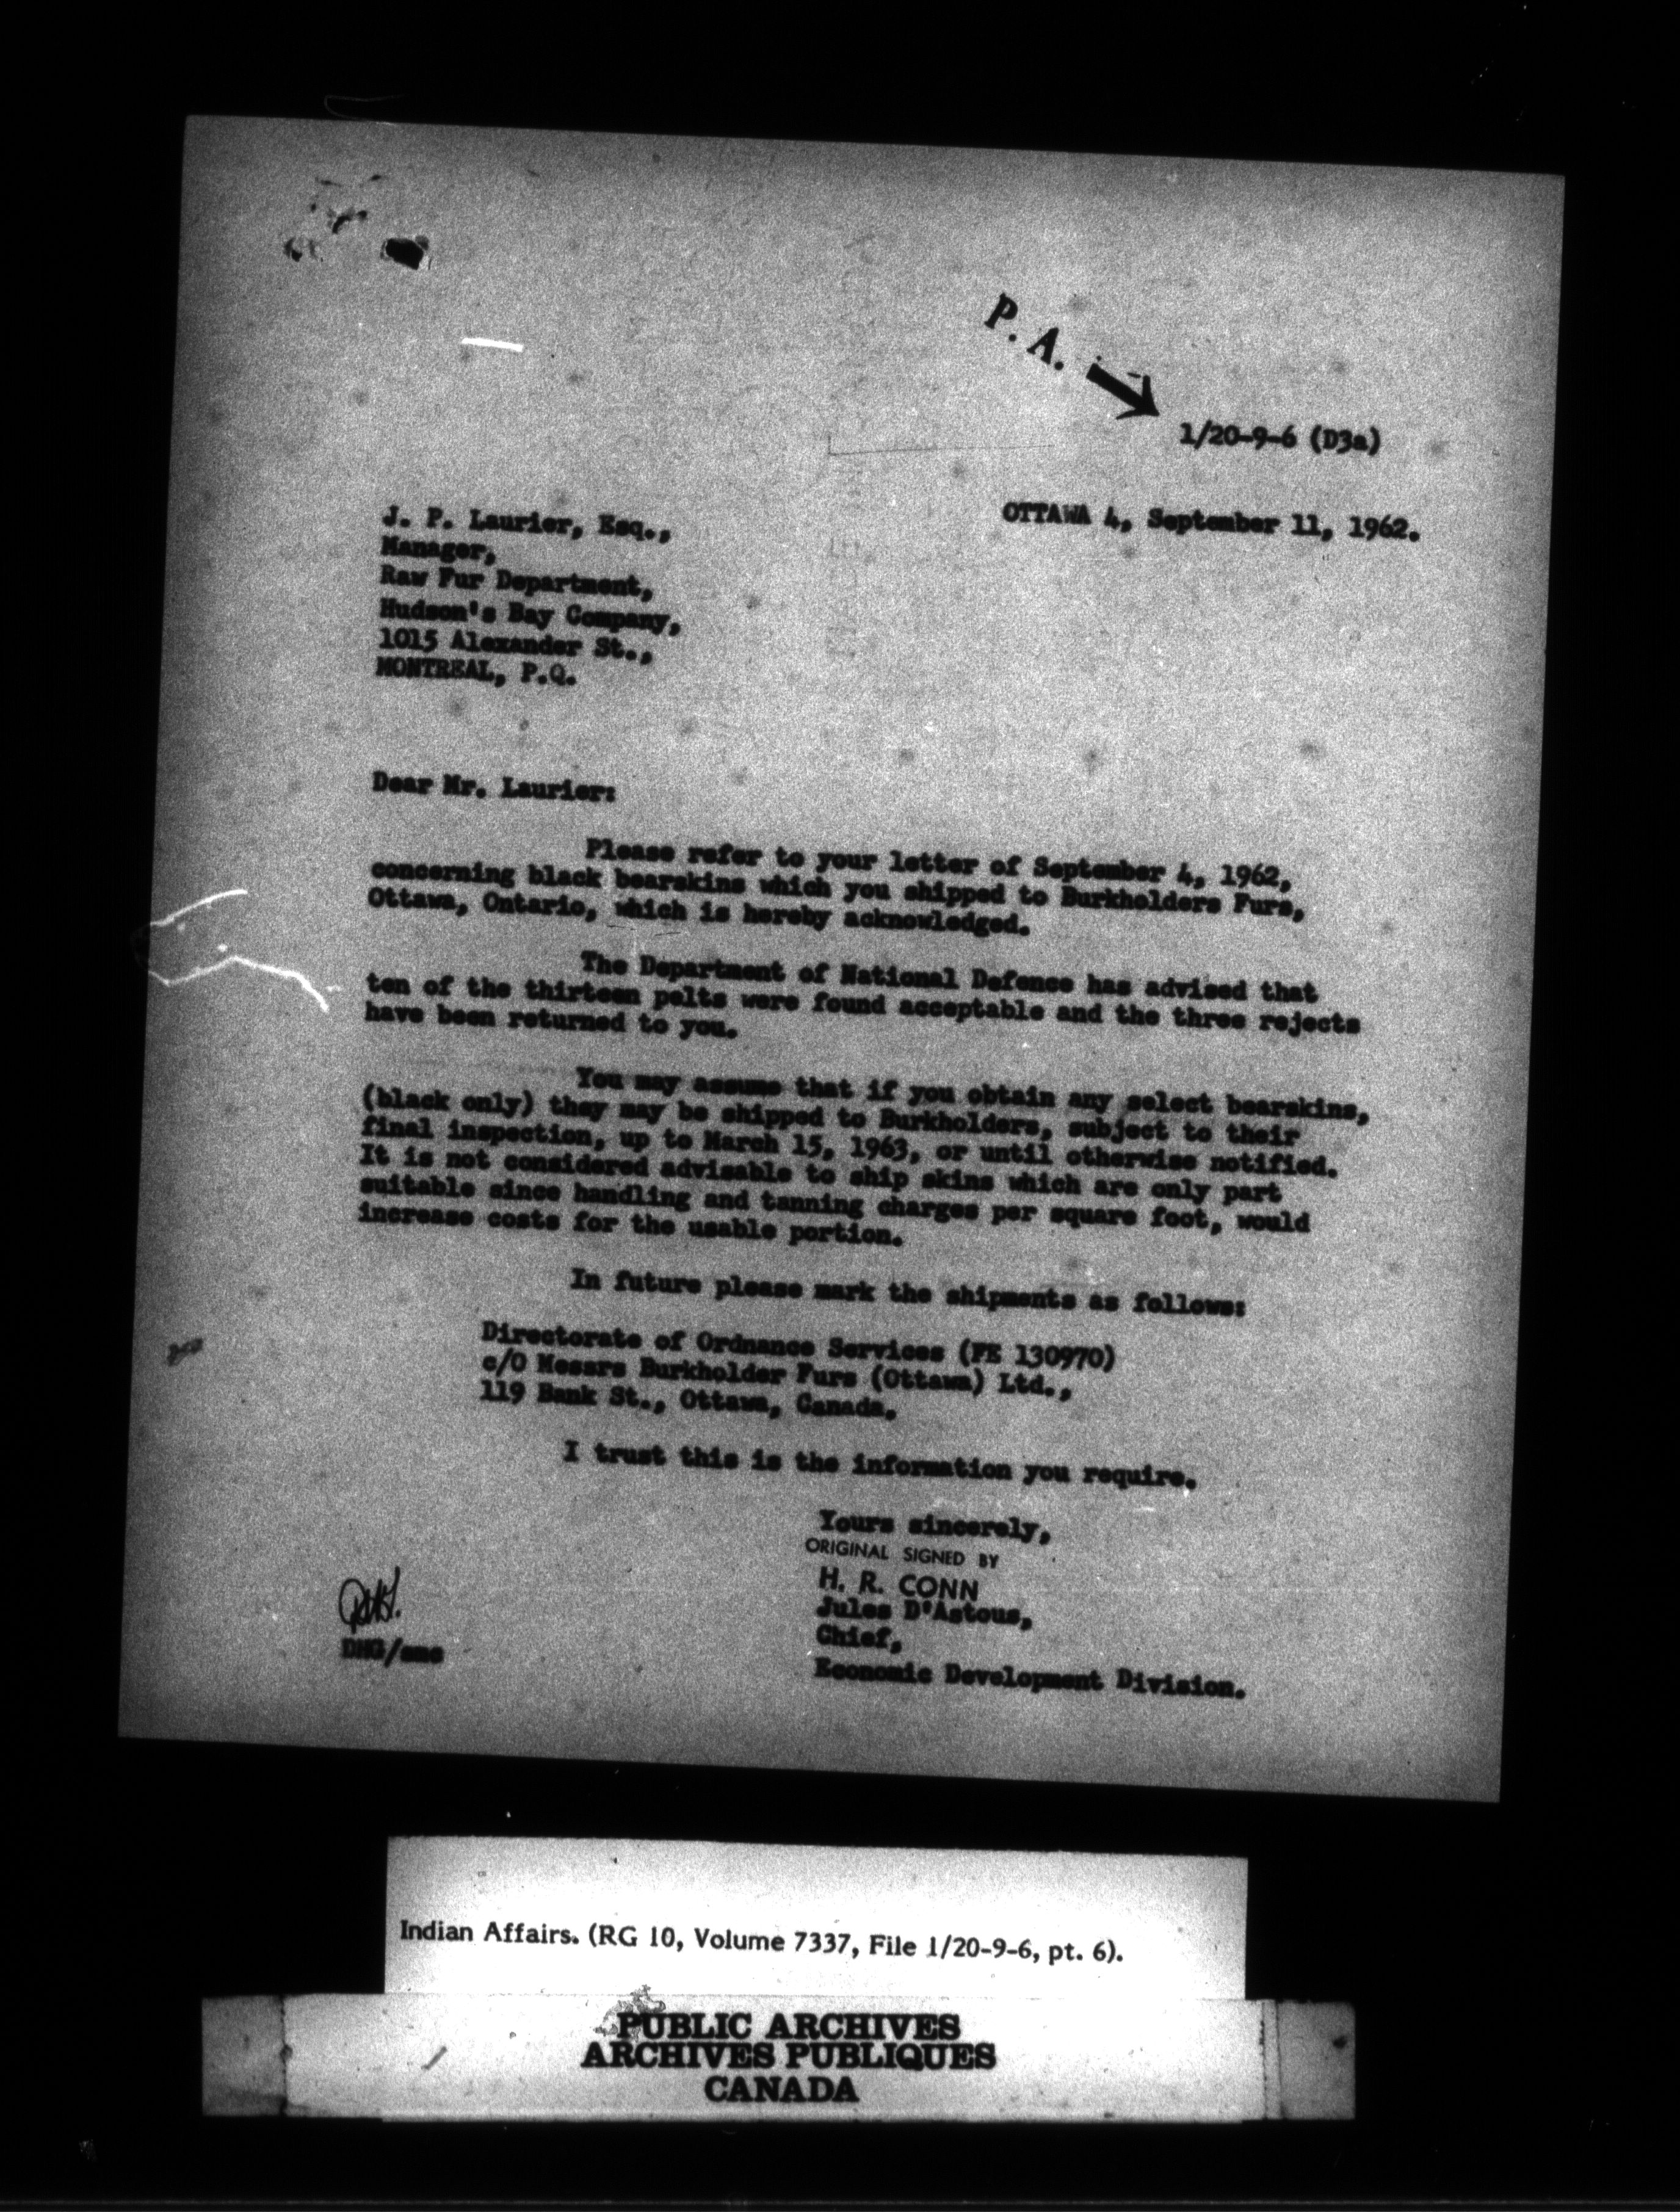 P. A.
1/20-9-6 (D3a)
OTTAWA 4, September 11, 1962.
J. P. Laurier, Esq.,
Manager,
Raw Fur Department,
Hudson's Bay Company,
1015 Alexander St.,
MONTREAL, P.Q.
Dear Mr. Laurier:
Please refer to your letter of September 4, 1962,
concerning black bearskins which you shipped to Burkholders Furs,
Ottawa, Ontario, which is hereby acknowledged.
The Department of National Defence has advised that
ten of the thirteen pelts were found acceptable and the three rejects
have been returned to you.
You may assume that if you obtain any select bearskins,
(black only) they may be shipped to Burkholders, subject to their
final inspection, up to March 15, 1963, or until otherwise notified.
It is not considered advisable to ship skins which are only part
suitable since handling and tanning charges per square foot, would
increase costs for the usable portion.
In future please mark the shipments as follows:
Directorate of Ordnance Services (FE 130970)
c/O Messrs Burkholder Furs (Ottawa) Ltd.,
119 Bank St., Ottawa, Canada.
I trust this is the information you require.
Yours sincerely,
ORIGINAL SIGNED BY
H. R. CONN
Jules D'Astous,
Chief,
Economic Development Division.
DHG/
Indian Affairs. (RG 10, Volume 7337, File 1/20-9-6, pt. 6).
PUBLIC ARCHIVES
ARCHIVES PUBLIQUES
CANADA